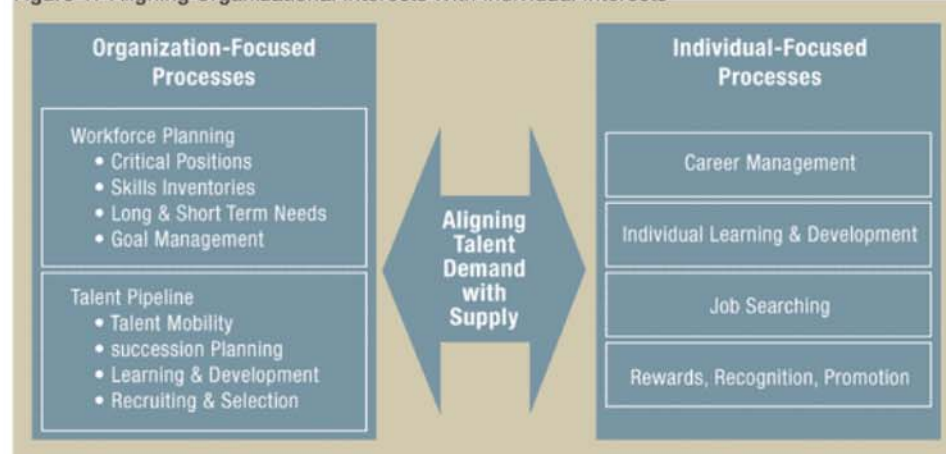 Organization-Focused
Processes
Workforce Planning
• Critical Positions
• Skills Inventories
• Long & Short Term Needs
• Goal Management
Talent Pipeline
• Talent Mobility
• succession Planning
• Learning & Development
• Recruiting & Selection
Aligning
Talent
Demand
with
Supply
Individual-Focused
Processes
Career Management
Individual Learning & Development
Job Searching
Rewards, Recognition, Promotion